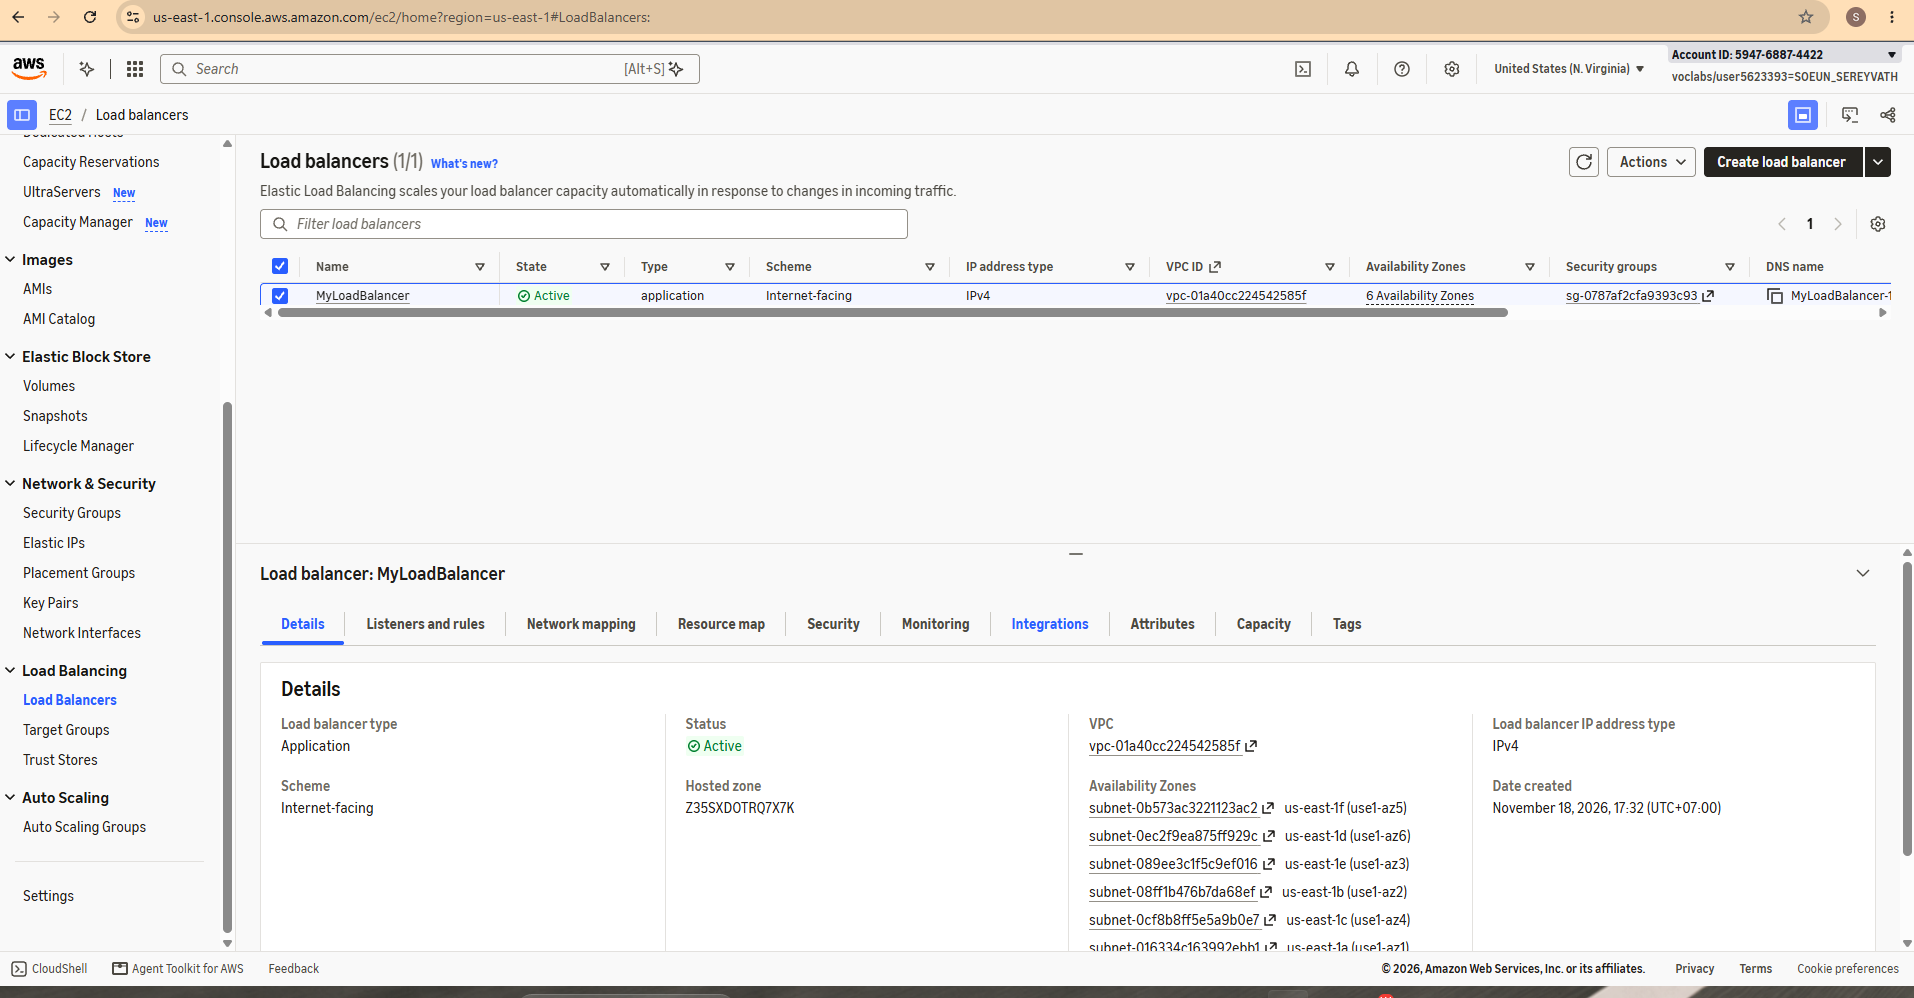 us-east-1.console.aws.amazon.com/ec2/home?region=us-east-1#LoadBalancers:
S
aws
Search
[Alt+S]
United States (N. Virginia)
Account ID: 5947-6887-4422
voclabs/user5623393=SOEUN_SEREYVATH
EC2 / Load balancers
Dedicated Hosts
Capacity Reservations
UltraServers New
Capacity Manager New
Images
AMIs
AMI Catalog
Elastic Block Store
Volumes
Snapshots
Lifecycle Manager
Network & Security
Security Groups
Elastic IPs
Placement Groups
Key Pairs
Network Interfaces
Load Balancing
Load Balancers
Target Groups
Trust Stores
Auto Scaling
Auto Scaling Groups
Settings
Load balancers (1/1) What's new?
Actions
Create load balancer
Elastic Load Balancing scales your load balancer capacity automatically in response to changes in incoming traffic.
Filter load balancers
1
Name State Type Scheme IP address type VPC ID Availability Zones Security groups DNS name
MyLoadBalancer Active application Internet-facing IPv4 vpc-01a40cc224542585f 6 Availability Zones sg-0787af2cfa9393c93 MyLoadBalancer-1
Load balancer: MyLoadBalancer
Details Listeners and rules Network mapping Resource map Security Monitoring Integrations Attributes Capacity Tags
Details
Load balancer type
Application
Scheme
Internet-facing
Status
Active
Hosted zone
Z35SXDOTRQ7X7K
VPC
vpc-01a40cc224542585f
Availability Zones
subnet-0b573ac3221123ac2 us-east-1f (use1-az5)
subnet-0ec2f9ea875ff929c us-east-1d (use1-az6)
subnet-089ee3c1f5c9ef016 us-east-1e (use1-az3)
subnet-08ff1b476b7da68ef us-east-1b (use1-az2)
subnet-0cf8b8ff5e5a9b0e7 us-east-1c (use1-az4)
subnet-016334c163992ebb1 us-east-1a (use1-az1)
Load balancer IP address type
IPv4
Date created
November 18, 2026, 17:32 (UTC+07:00)
CloudShell Agent Toolkit for AWS Feedback
© 2026, Amazon Web Services, Inc. or its affiliates. Privacy Terms Cookie preferences